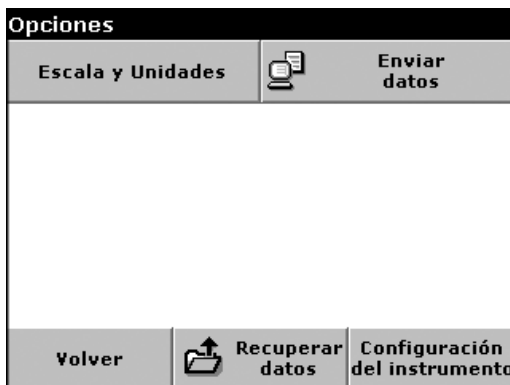 Opciones
Escala y Unidades
Enviar
datos
Volver
Recuperar
datos
Configuración
del instrumento